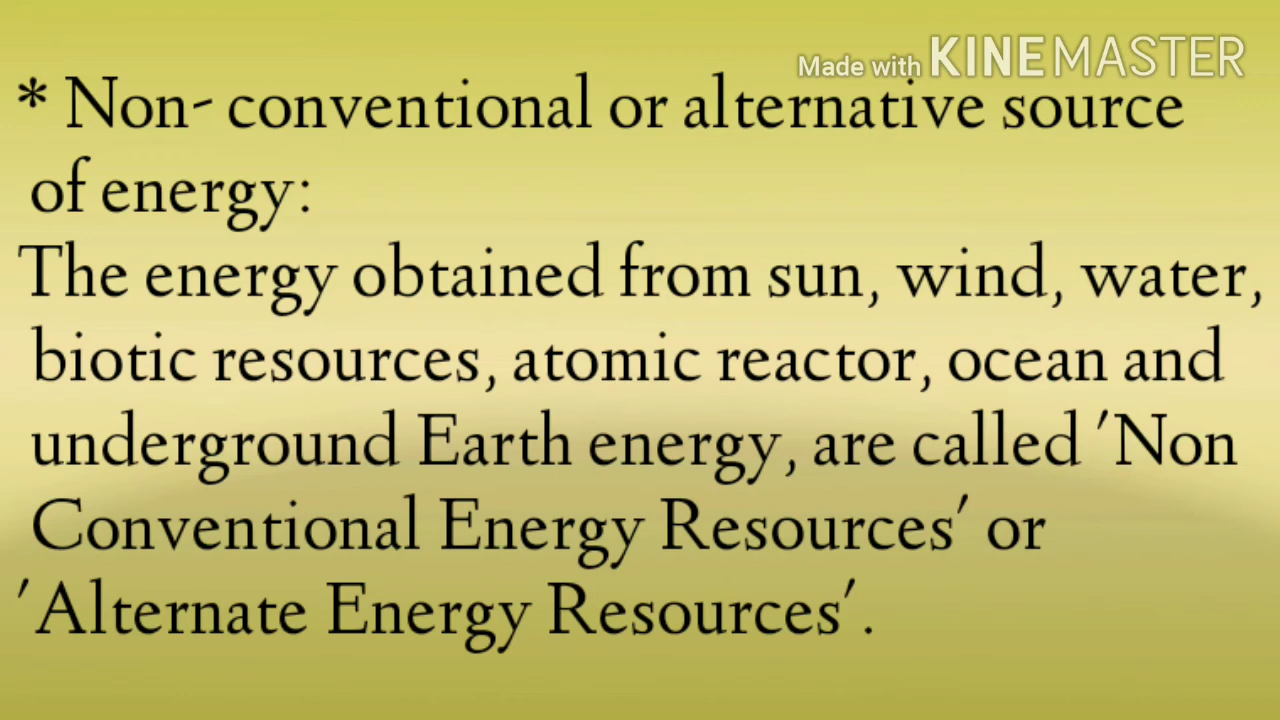 Made with KINEMASTER
* Non- conventional or alternative source
of energy:
The energy obtained from sun, wind, water,
biotic resources, atomic reactor, ocean and
underground Earth energy, are called 'Non
Conventional Energy Resources' or
'Alternate Energy Resources'.